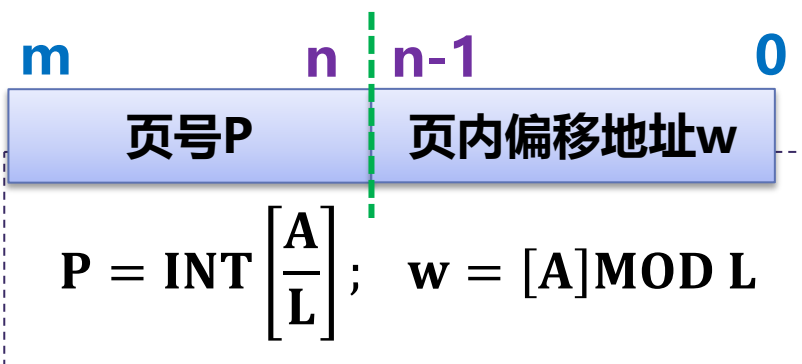 m n n-1 0
页号P 页内偏移地址w
P = INT[A/L]; w = [A]MOD L